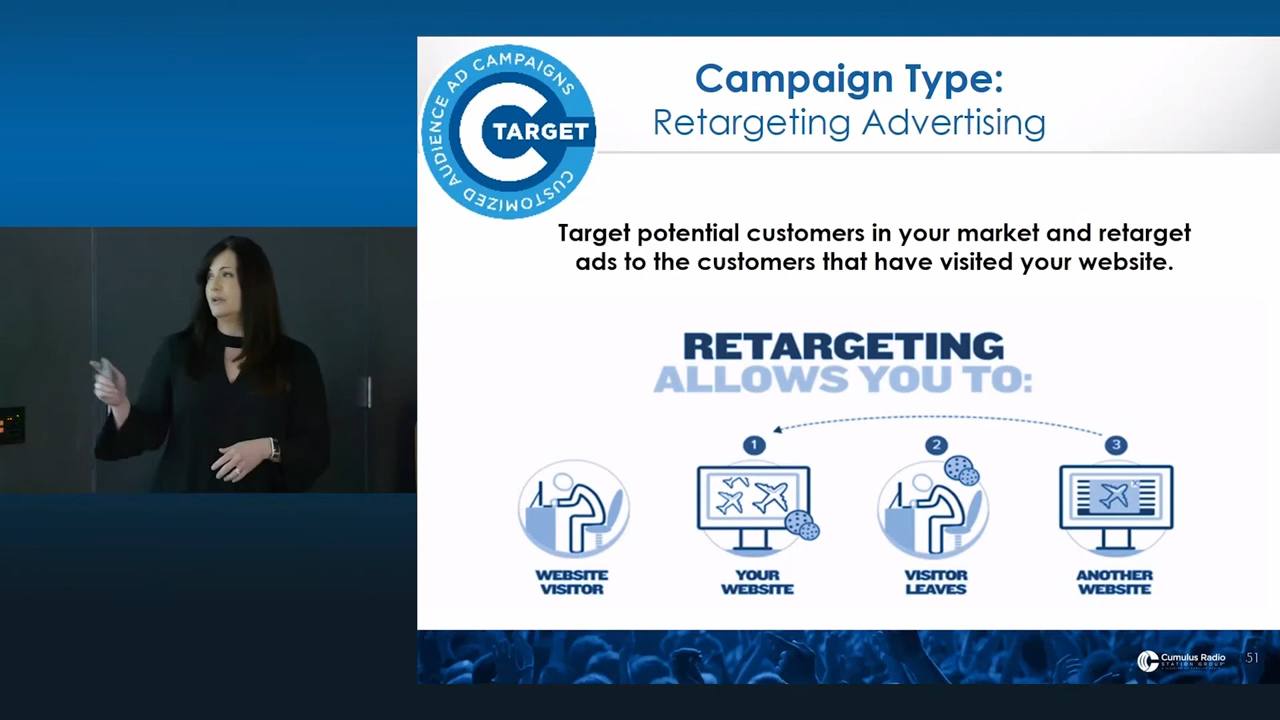 CUSTOMIZED AUDIENCE AD CAMPAIGNS
C TARGET
Campaign Type:
Retargeting Advertising
Target potential customers in your market and retarget
ads to the customers that have visited your website.
RETARGETING
ALLOWS YOU TO:
1
2
3
WEBSITE
VISITOR
YOUR
WEBSITE
VISITOR
LEAVES
ANOTHER
WEBSITE
Cumulus Radio
STATION GROUP
51